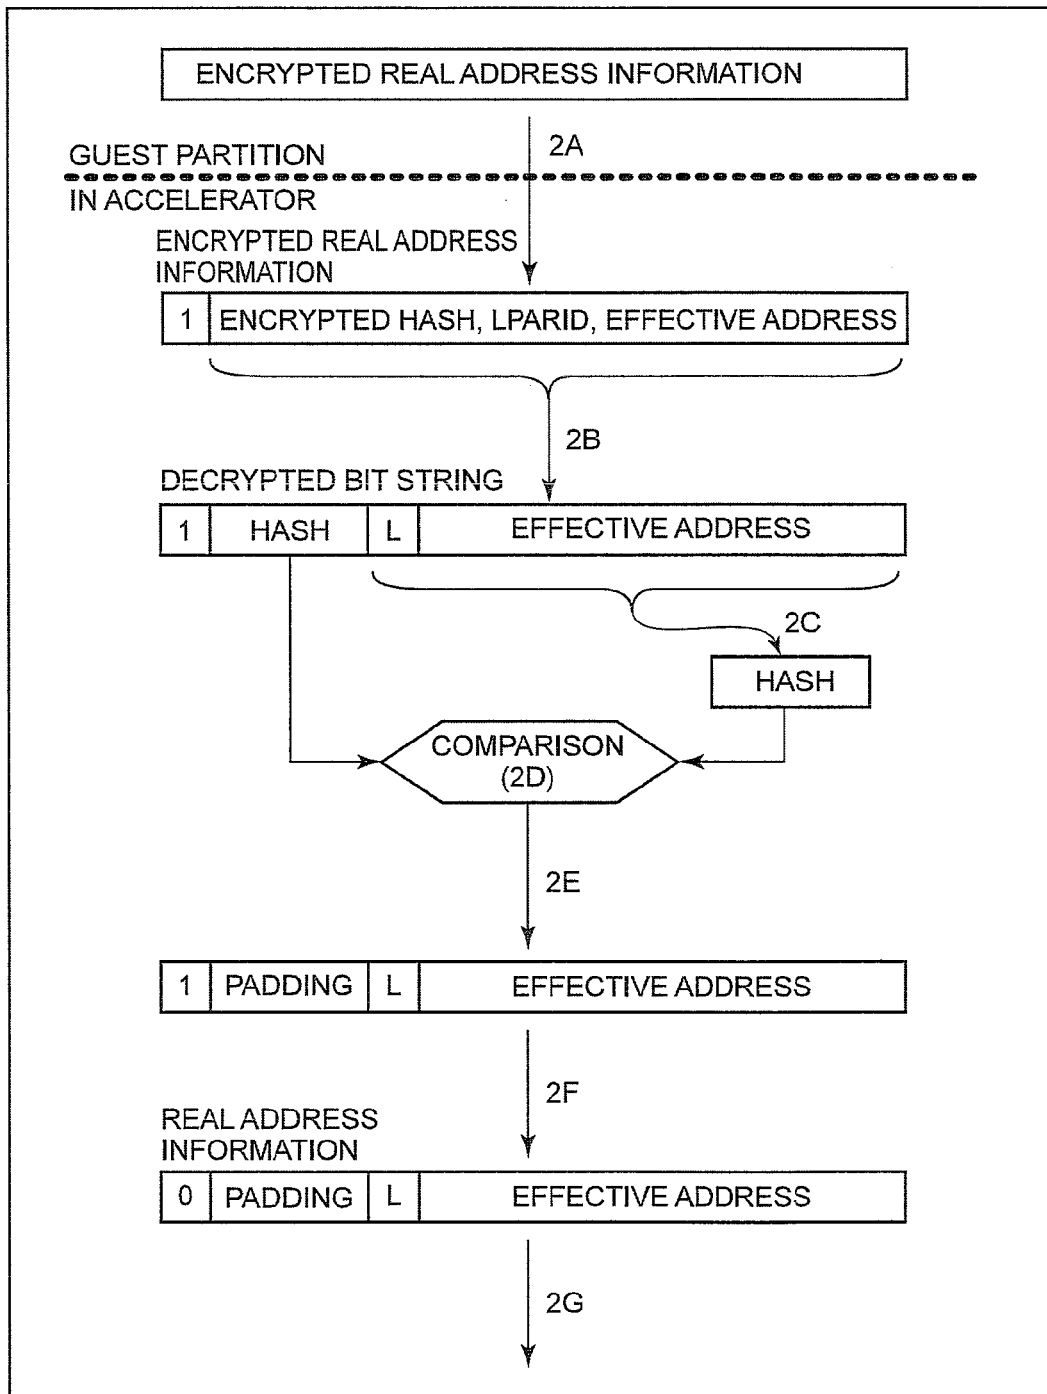 ENCRYPTED REAL ADDRESS INFORMATION
2A
GUEST PARTITION
IN ACCELERATOR
ENCRYPTED REAL ADDRESS
INFORMATION
1 ENCRYPTED HASH, LPARID, EFFECTIVE ADDRESS
2B
DECRYPTED BIT STRING
1 HASH L EFFECTIVE ADDRESS
2C
HASH
COMPARISON
(2D)
2E
1 PADDING L EFFECTIVE ADDRESS
2F
REAL ADDRESS
INFORMATION
0 PADDING L EFFECTIVE ADDRESS
2G